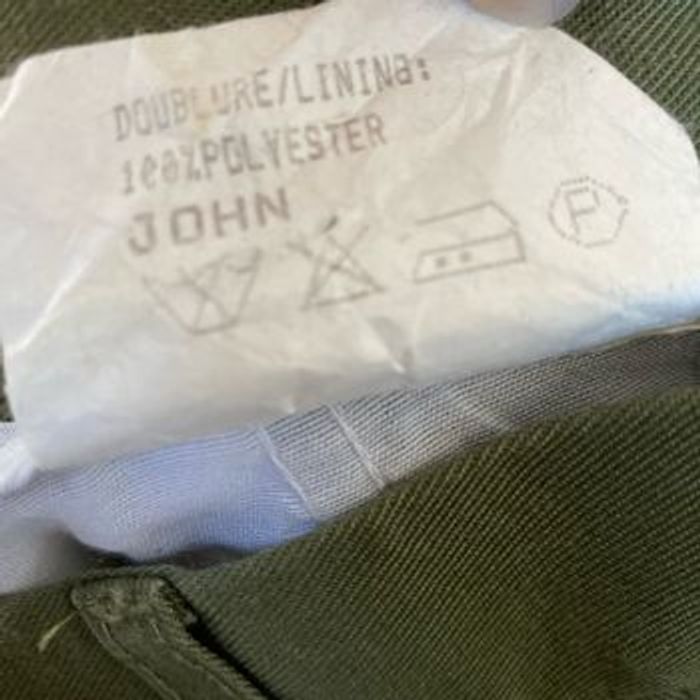 DOUBLURE/LINING:
100%POLYESTER
JOHN
P